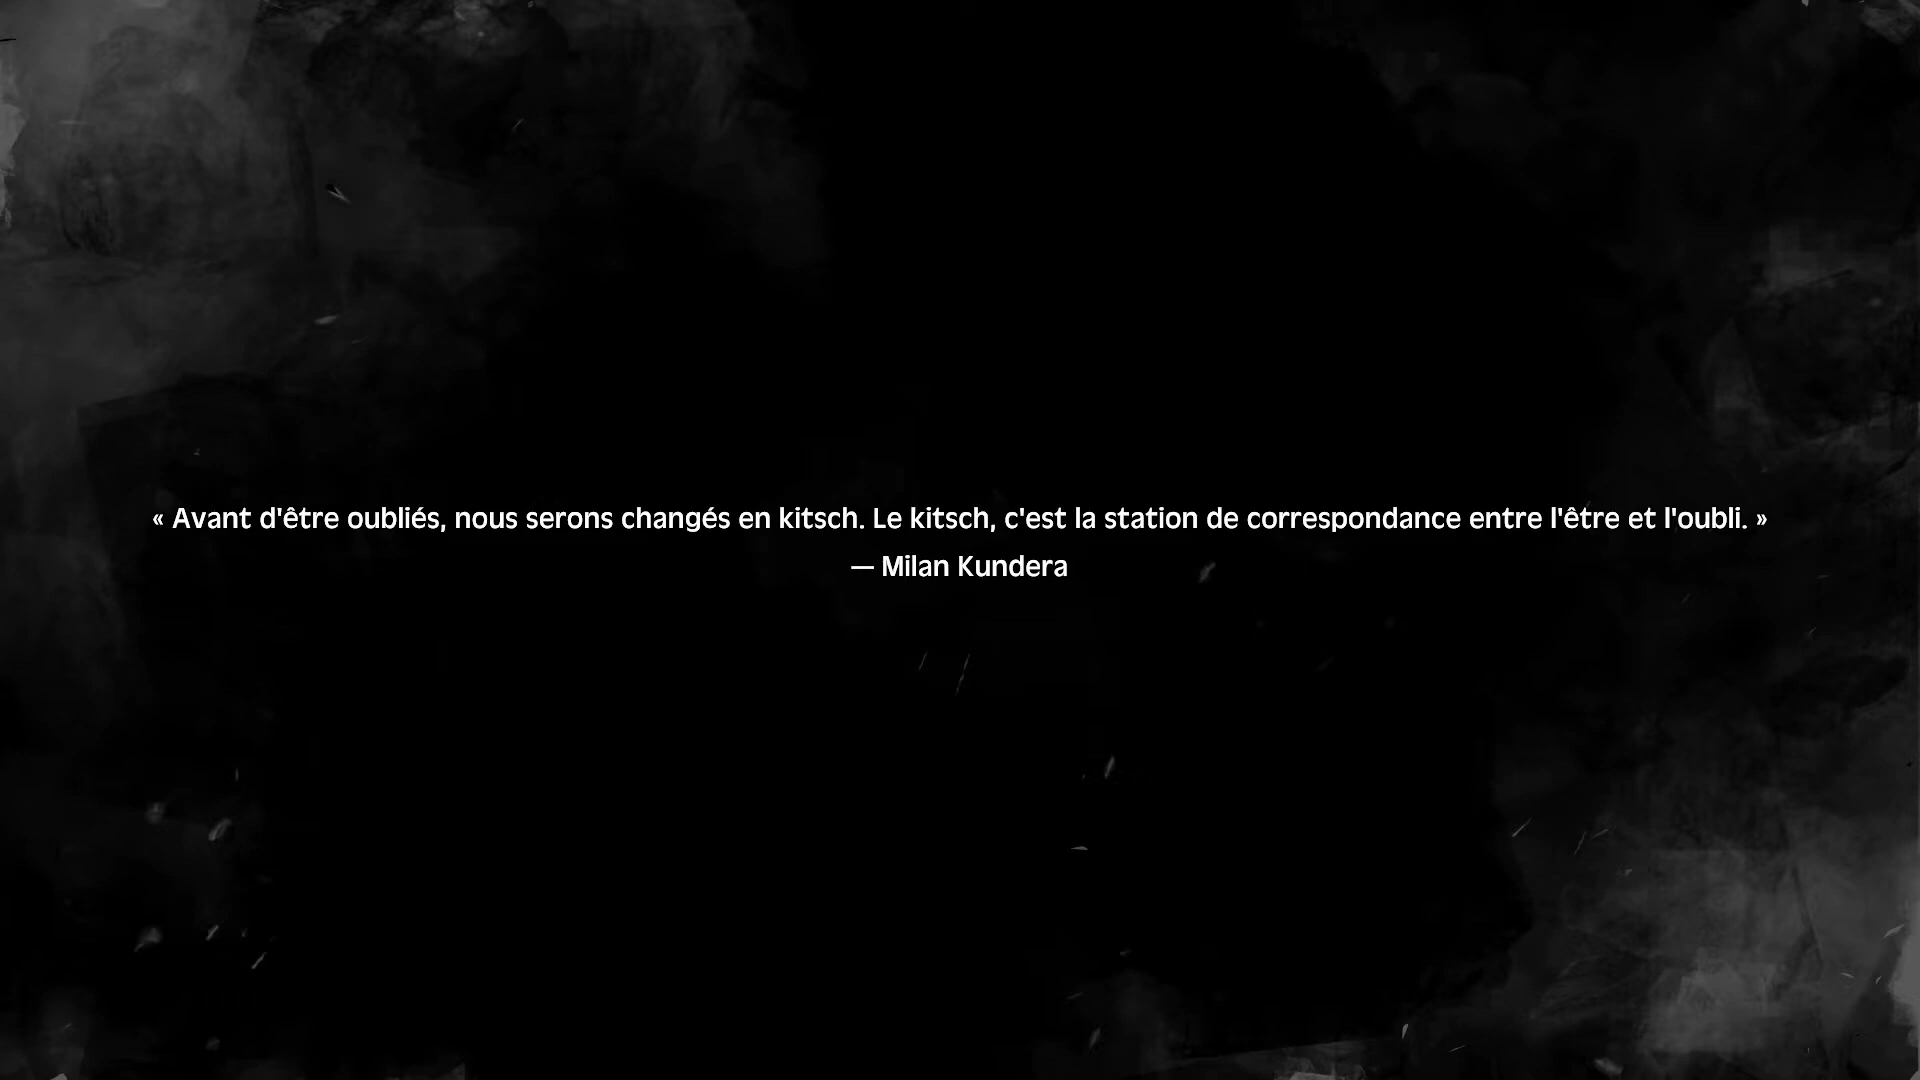 « Avant d'être oubliés, nous serons changés en kitsch. Le kitsch, c'est la station de correspondance entre l'être et l'oubli. »
— Milan Kundera